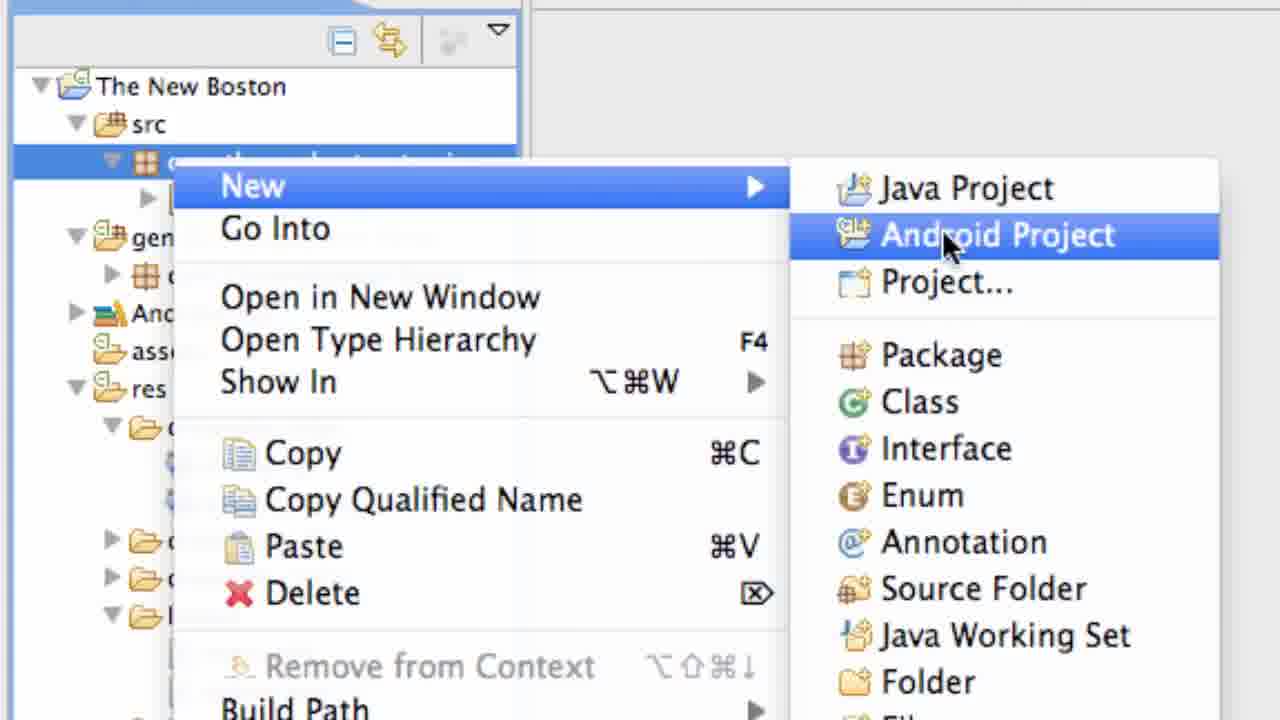 The New Boston
src
gen
res
New
Go Into
Open in New Window
Open Type Hierarchy F4
Show In ⌥⌘W
Copy ⌘C
Copy Qualified Name
Paste ⌘V
Delete ⌦
Remove from Context ⌥⇧⌘↓
Build Path
Java Project
Android Project
Project...
Package
Class
Interface
Enum
Annotation
Source Folder
Java Working Set
Folder